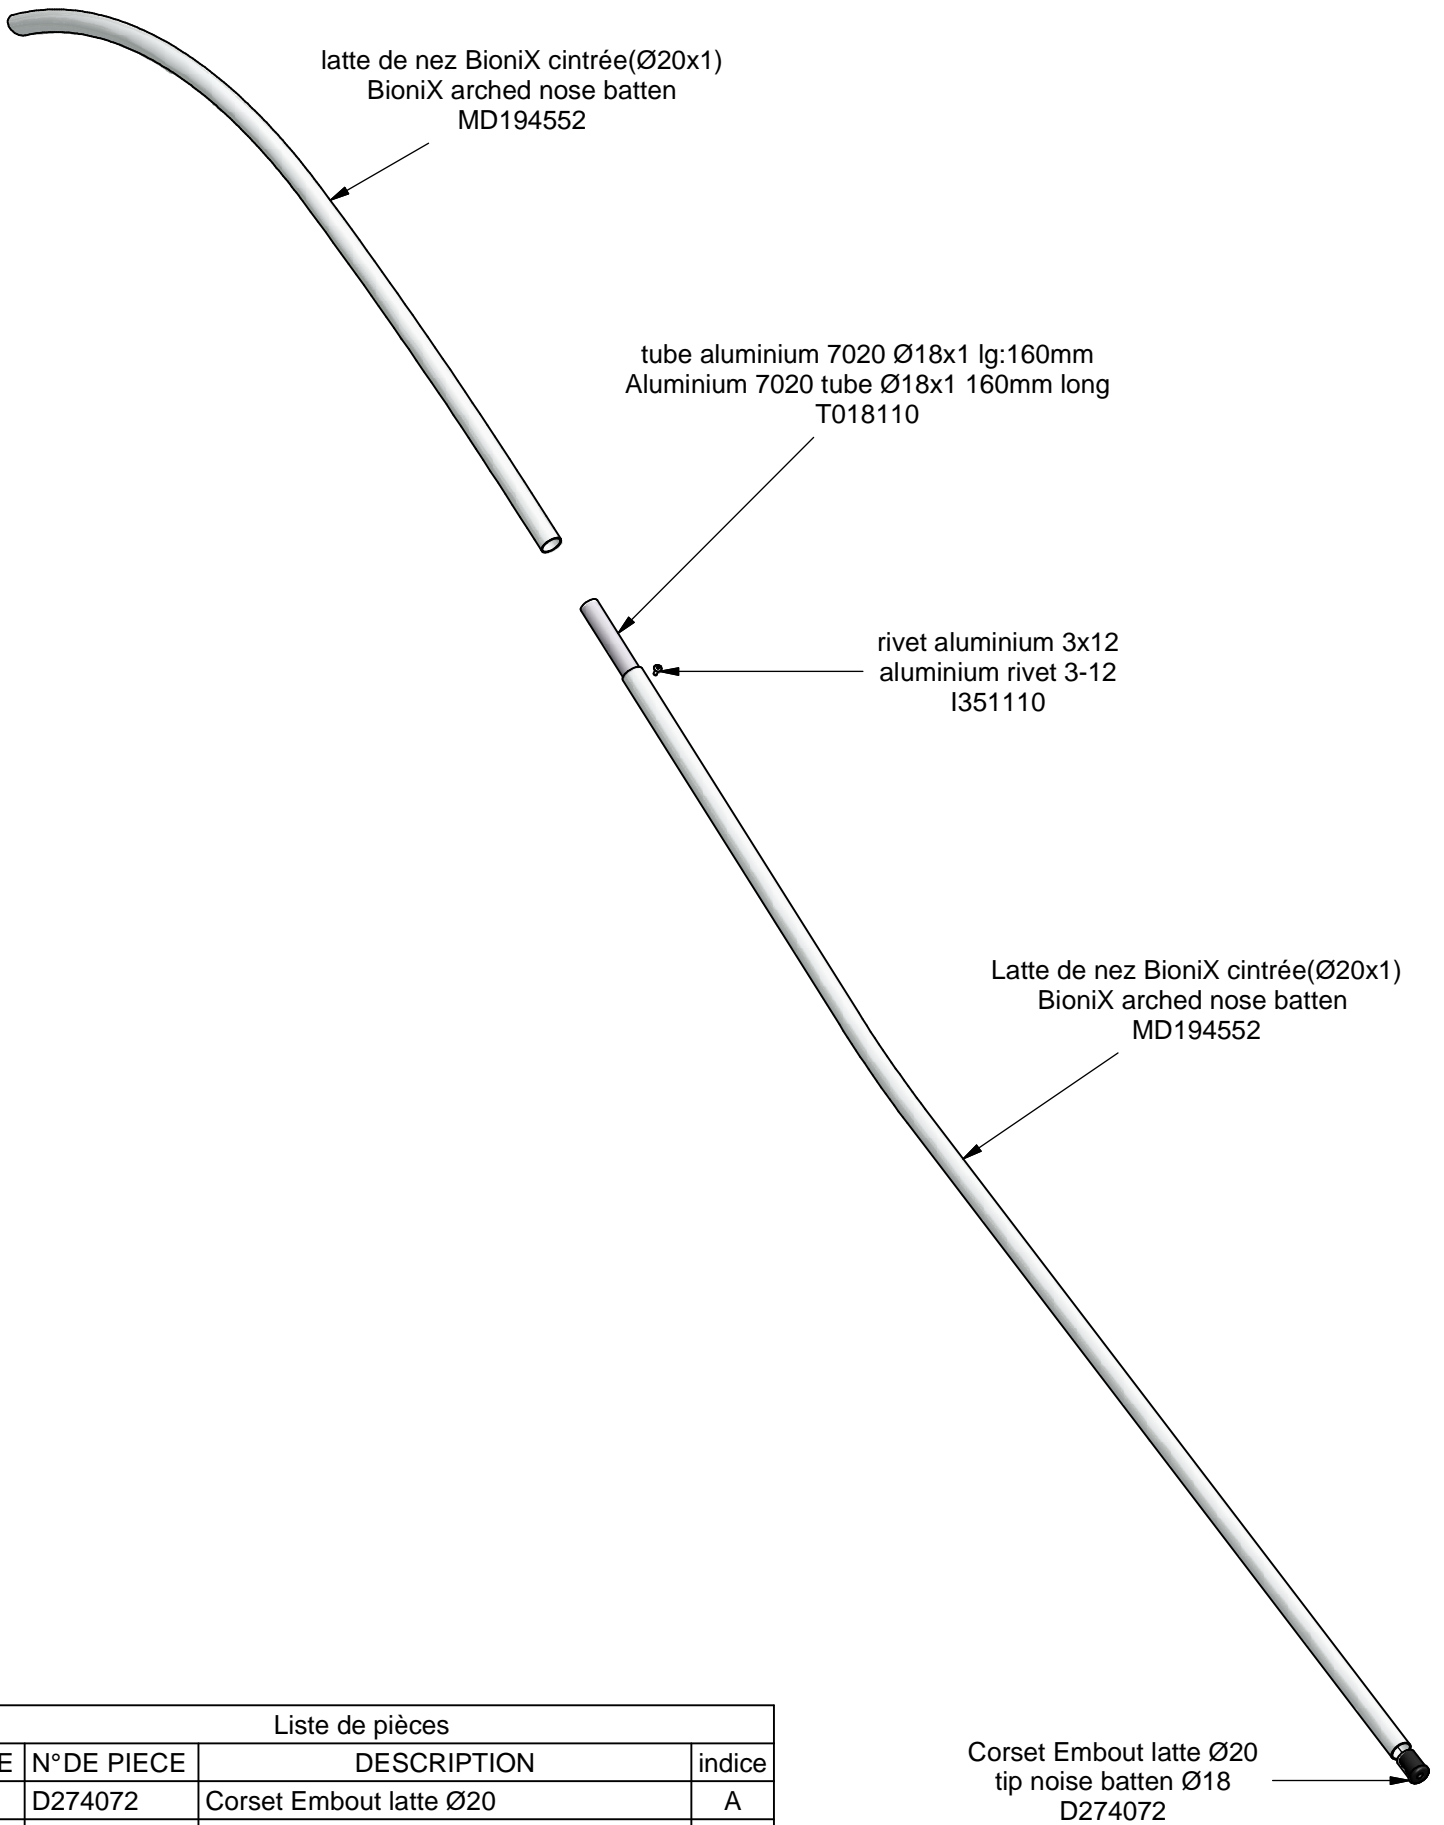 latte de nez BioniX cintrée(Ø20x1)
BioniX arched nose batten
MD194552
tube aluminium 7020 Ø18x1 lg:160mm
Aluminium 7020 tube Ø18x1 160mm long
T018110
rivet aluminium 3x12
aluminium rivet 3-12
I351110
Latte de nez BioniX cintrée(Ø20x1)
BioniX arched nose batten
MD194552
Corset Embout latte Ø20
tip noise batten Ø18
D274072
Liste de pièces
E N°DE PIECE DESCRIPTION indice
D274072 Corset Embout latte Ø20 A